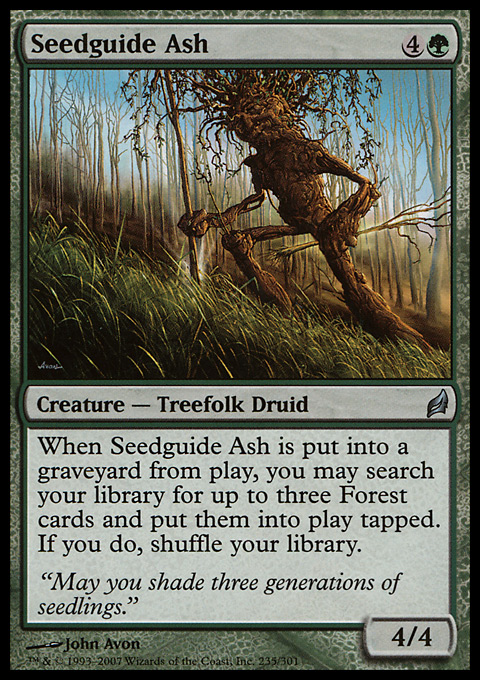 Seedguide Ash 4
AVON
Creature — Treefolk Druid
When Seedguide Ash is put into a
graveyard from play, you may search
your library for up to three Forest
cards and put them into play tapped.
If you do, shuffle your library.
“May you shade three generations of
seedlings.”
4/4
John Avon
™ & © 1993–2007 Wizards of the Coast, Inc. 235/301